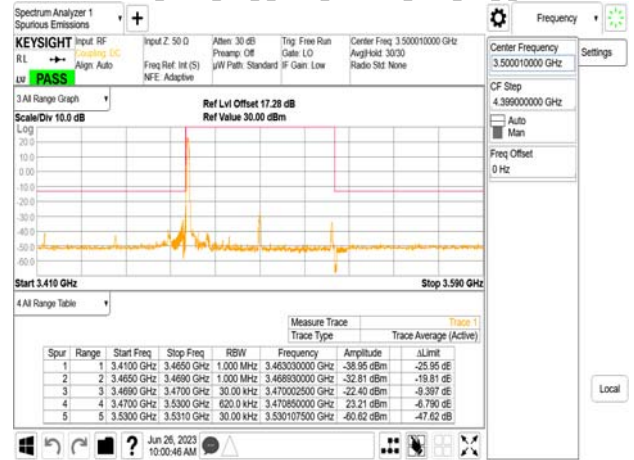 Spectrum Analyzer 1
Spurious Emissions
Frequency
KEYSIGHT
Input: RF
Coupling: DC
Align: Auto
Input Z: 50 Ω
Freq Ref: Int (S)
NFE: Adaptive
Atten: 30 dB
Preamp: Off
µW Path: Standard
Trig: Free Run
Gate: LO
IF Gain: Low
Center Freq: 3.500010000 GHz
Avg|Hold: 30/30
Radio Std: None
RL
PASS
Center Frequency
3.500010000 GHz
Settings
CF Step
4.399000000 GHz
Auto
Man
Freq Offset
0 Hz
Local
3 All Range Graph
Scale/Div 10.0 dB
Ref Lvl Offset 17.28 dB
Ref Value 30.00 dBm
Log
20.0
10.0
0.00
-10.0
-20.0
-30.0
-40.0
-50.0
-60.0
Start 3.410 GHz
Stop 3.590 GHz
4 All Range Table
Measure Trace Trace 1
Trace Type Trace Average (Active)
Spur Range Start Freq Stop Freq RBW Frequency Amplitude ΔLimit
1 1 3.4100 GHz 3.4650 GHz 1.000 MHz 3.463030000 GHz -38.95 dBm -25.95 dB
2 2 3.4650 GHz 3.4690 GHz 1.000 MHz 3.468930000 GHz -32.81 dBm -19.81 dB
3 3 3.4690 GHz 3.4700 GHz 30.00 kHz 3.470002500 GHz -22.40 dBm -9.397 dB
4 4 3.4700 GHz 3.5300 GHz 620.0 kHz 3.470850000 GHz 23.21 dBm -6.790 dB
5 5 3.5300 GHz 3.5310 GHz 30.00 kHz 3.530107500 GHz -60.62 dBm -47.62 dB
Jun 26, 2023
10:00:46 AM